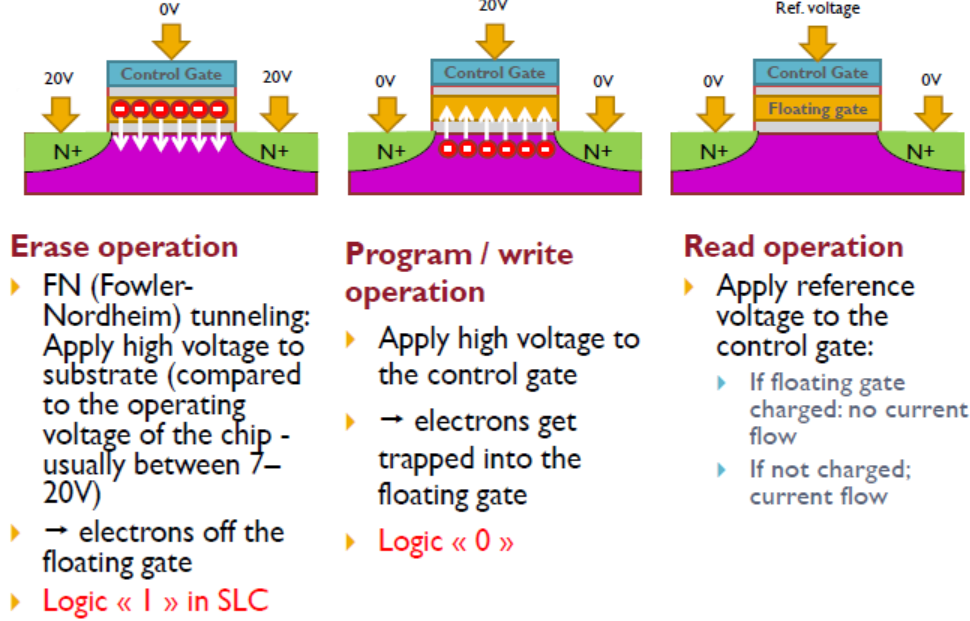 0V
20V
20V
Control Gate
N+
N+
20V
0V
0V
Control Gate
N+
N+
Ref. voltage
0V
0V
Control Gate
Floating gate
N+
N+
Erase operation
FN (Fowler-
Nordheim) tunneling:
Apply high voltage to
substrate (compared
to the operating
voltage of the chip -
usually between 7–
20V)
→ electrons off the
floating gate
Logic « 1 » in SLC
Program / write
operation
Apply high voltage to
the control gate
→ electrons get
trapped into the
floating gate
Logic « 0 »
Read operation
Apply reference
voltage to the
control gate:
If floating gate
charged: no current
flow
If not charged;
current flow